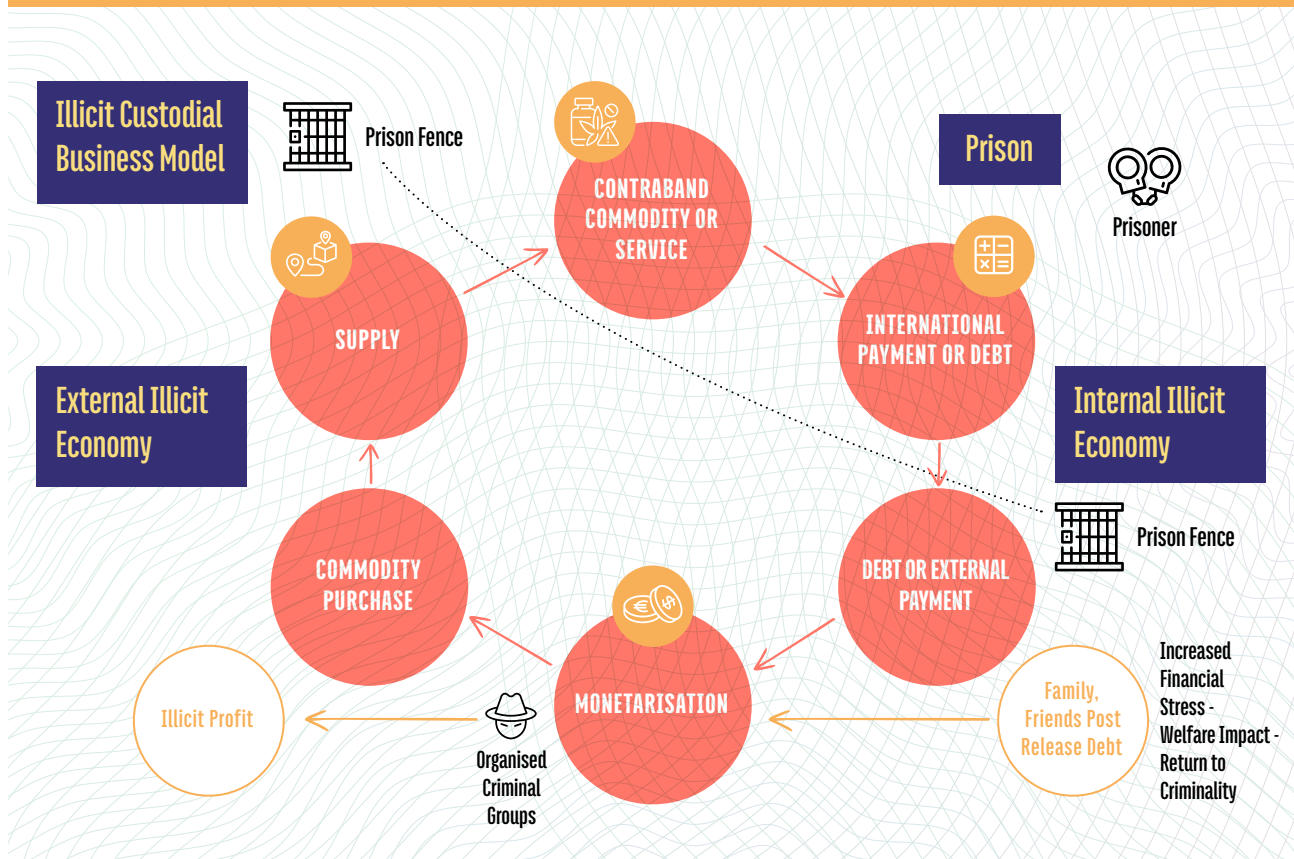 Illicit Custodial
Business Model
Prison Fence
CONTRABAND
COMMODITY OR
SERVICE
Prison
Prisoner
SUPPLY
INTERNATIONAL
PAYMENT OR DEBT
External Illicit
Economy
Internal Illicit
Economy
Prison Fence
COMMODITY
PURCHASE
DEBT OR EXTERNAL
PAYMENT
MONETARISATION
Illicit Profit
Organised
Criminal
Groups
Family,
Friends Post
Release Debt
Increased
Financial
Stress -
Welfare Impact -
Return to
Criminality